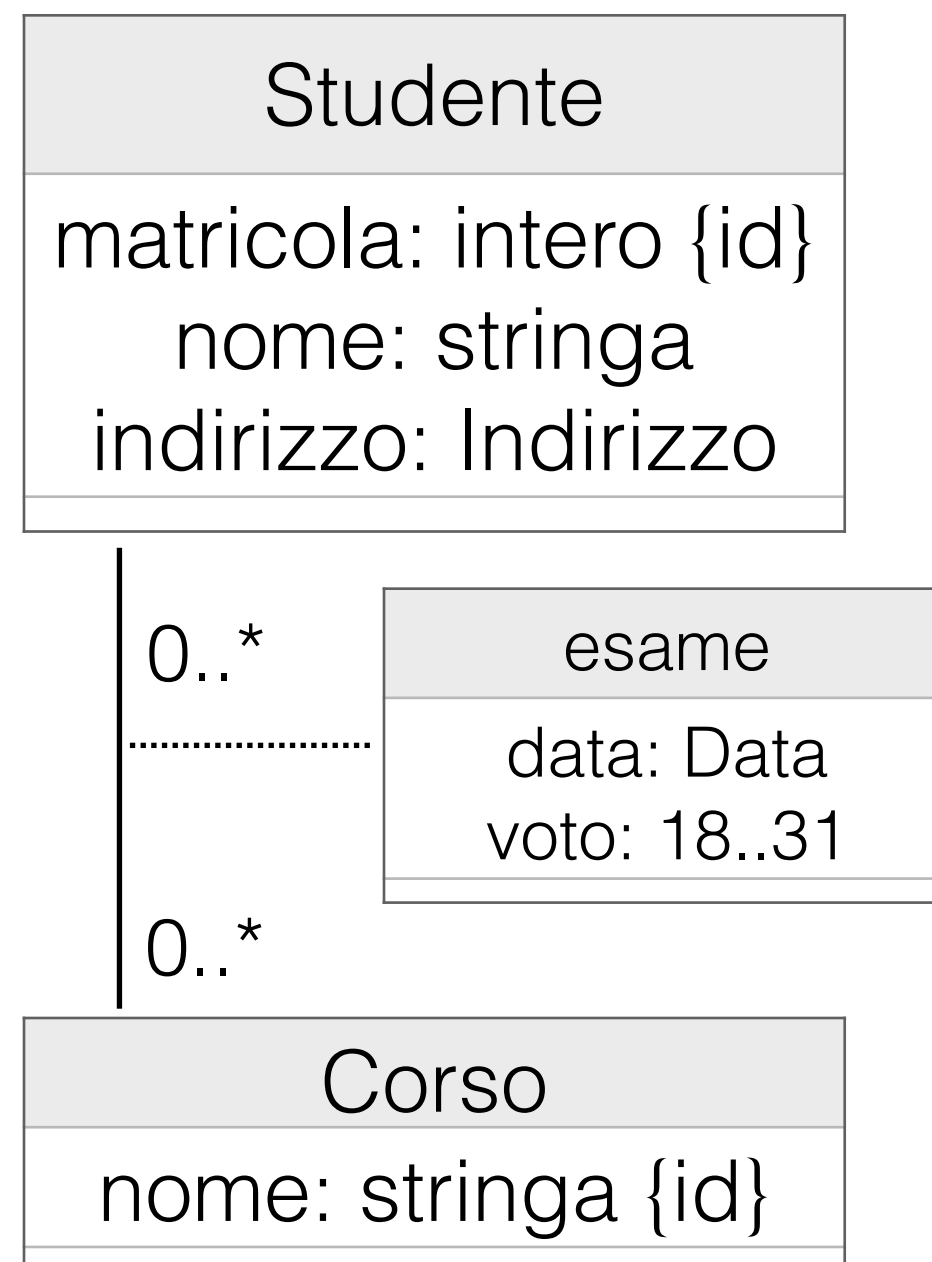 Studente
matricola: intero {id}
nome: stringa
indirizzo: Indirizzo
0..*
esame
data: Data
voto: 18..31
0..*
Corso
nome: stringa {id}